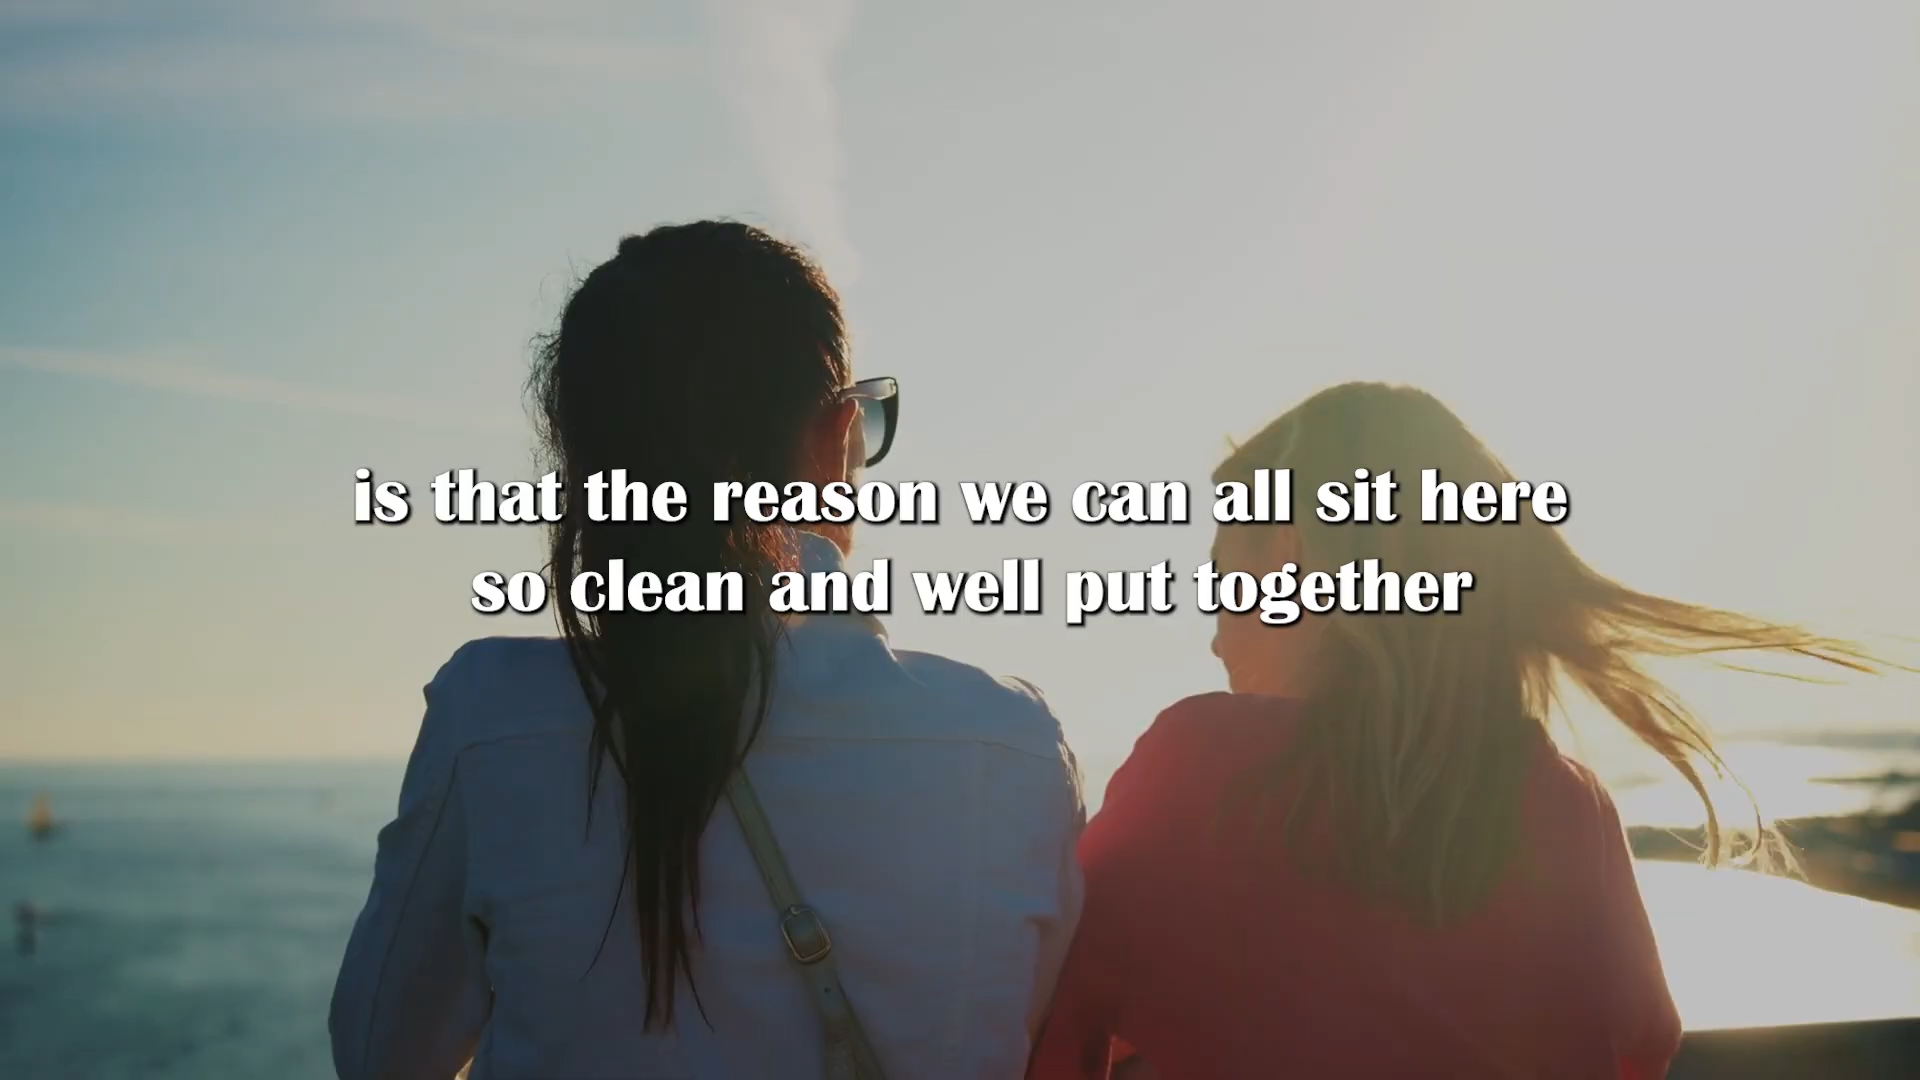 is that the reason we can all sit here
so clean and well put together